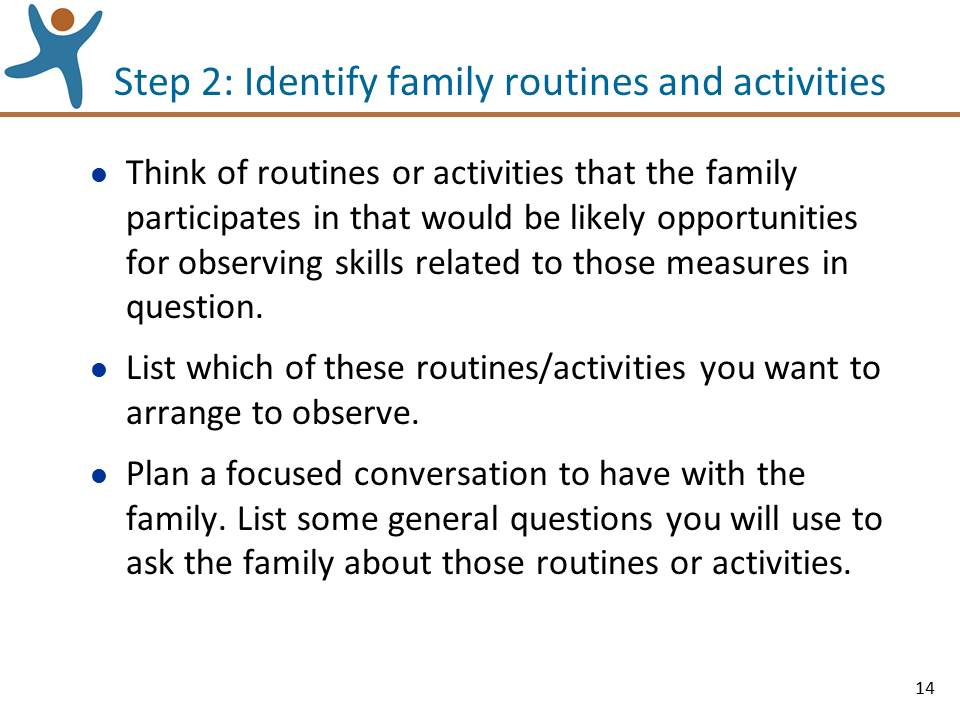 Step 2: Identify family routines and activities
● Think of routines or activities that the family
participates in that would be likely opportunities
for observing skills related to those measures in
question.
● List which of these routines/activities you want to
arrange to observe.
● Plan a focused conversation to have with the
family. List some general questions you will use to
ask the family about those routines or activities.
14